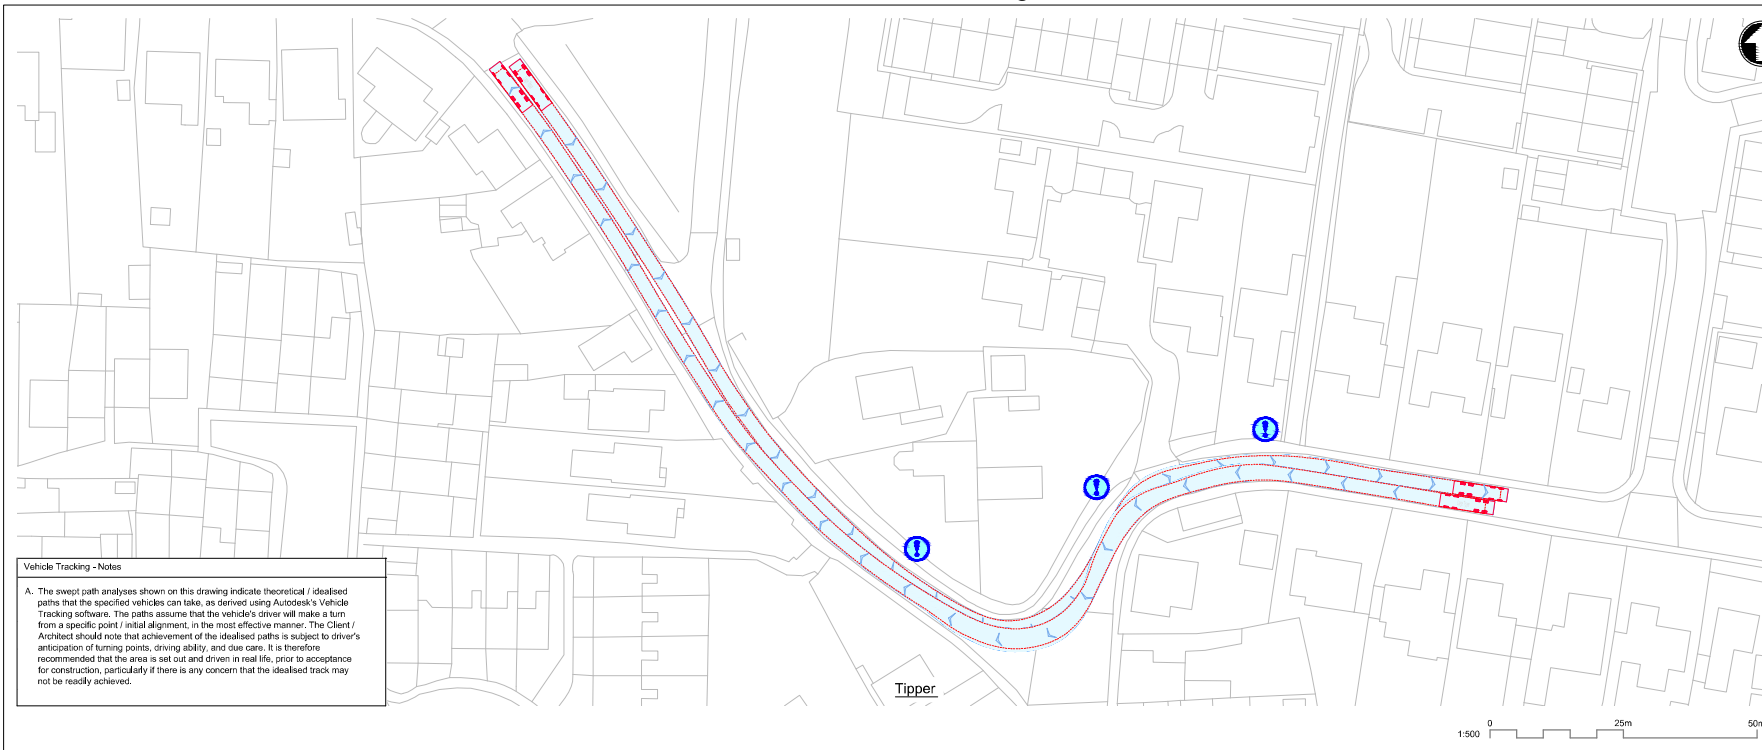 Vehicle Tracking - Notes
A. The swept path analyses shown on this drawing indicate theoretical / idealised
paths that the specified vehicles can take, as derived using Autodesk's Vehicle
Tracking software. The paths assume that the vehicle's driver will make a turn
from a specific point / initial alignment, in the most effective manner. The Client /
Architect should note that achievement of the idealised paths is subject to driver's
anticipation of turning points, driving ability, and due care. It is therefore
recommended that the area is set out and driven in real life, prior to acceptance
for construction, particularly if there is any concern that the idealised track may
not be readily achieved.
Tipper
0 25m 50m
1:500